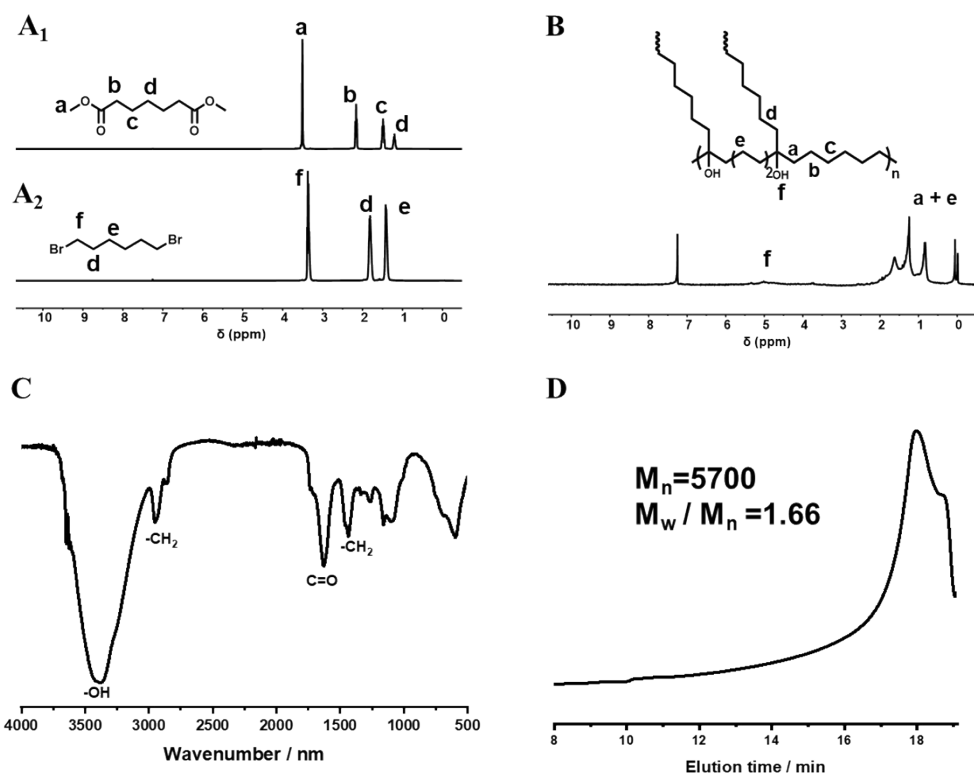 A1
a
b
d
a
O
O
O
O
c
b
c
d
A2
f
f
e
Br
Br
d
d
e
10 9 8 7 6 5 4 3 2 1 0
δ (ppm)
B
d
e
a
c
OH
2
OH
b
n
f
a + e
f
10 9 8 7 6 5 4 3 2 1 0
δ (ppm)
C
-CH2
-CH2
C=O
-OH
4000 3500 3000 2500 2000 1500 1000 500
Wavenumber / nm
D
Mn=5700
Mw / Mn =1.66
8 10 12 14 16 18
Elution time / min